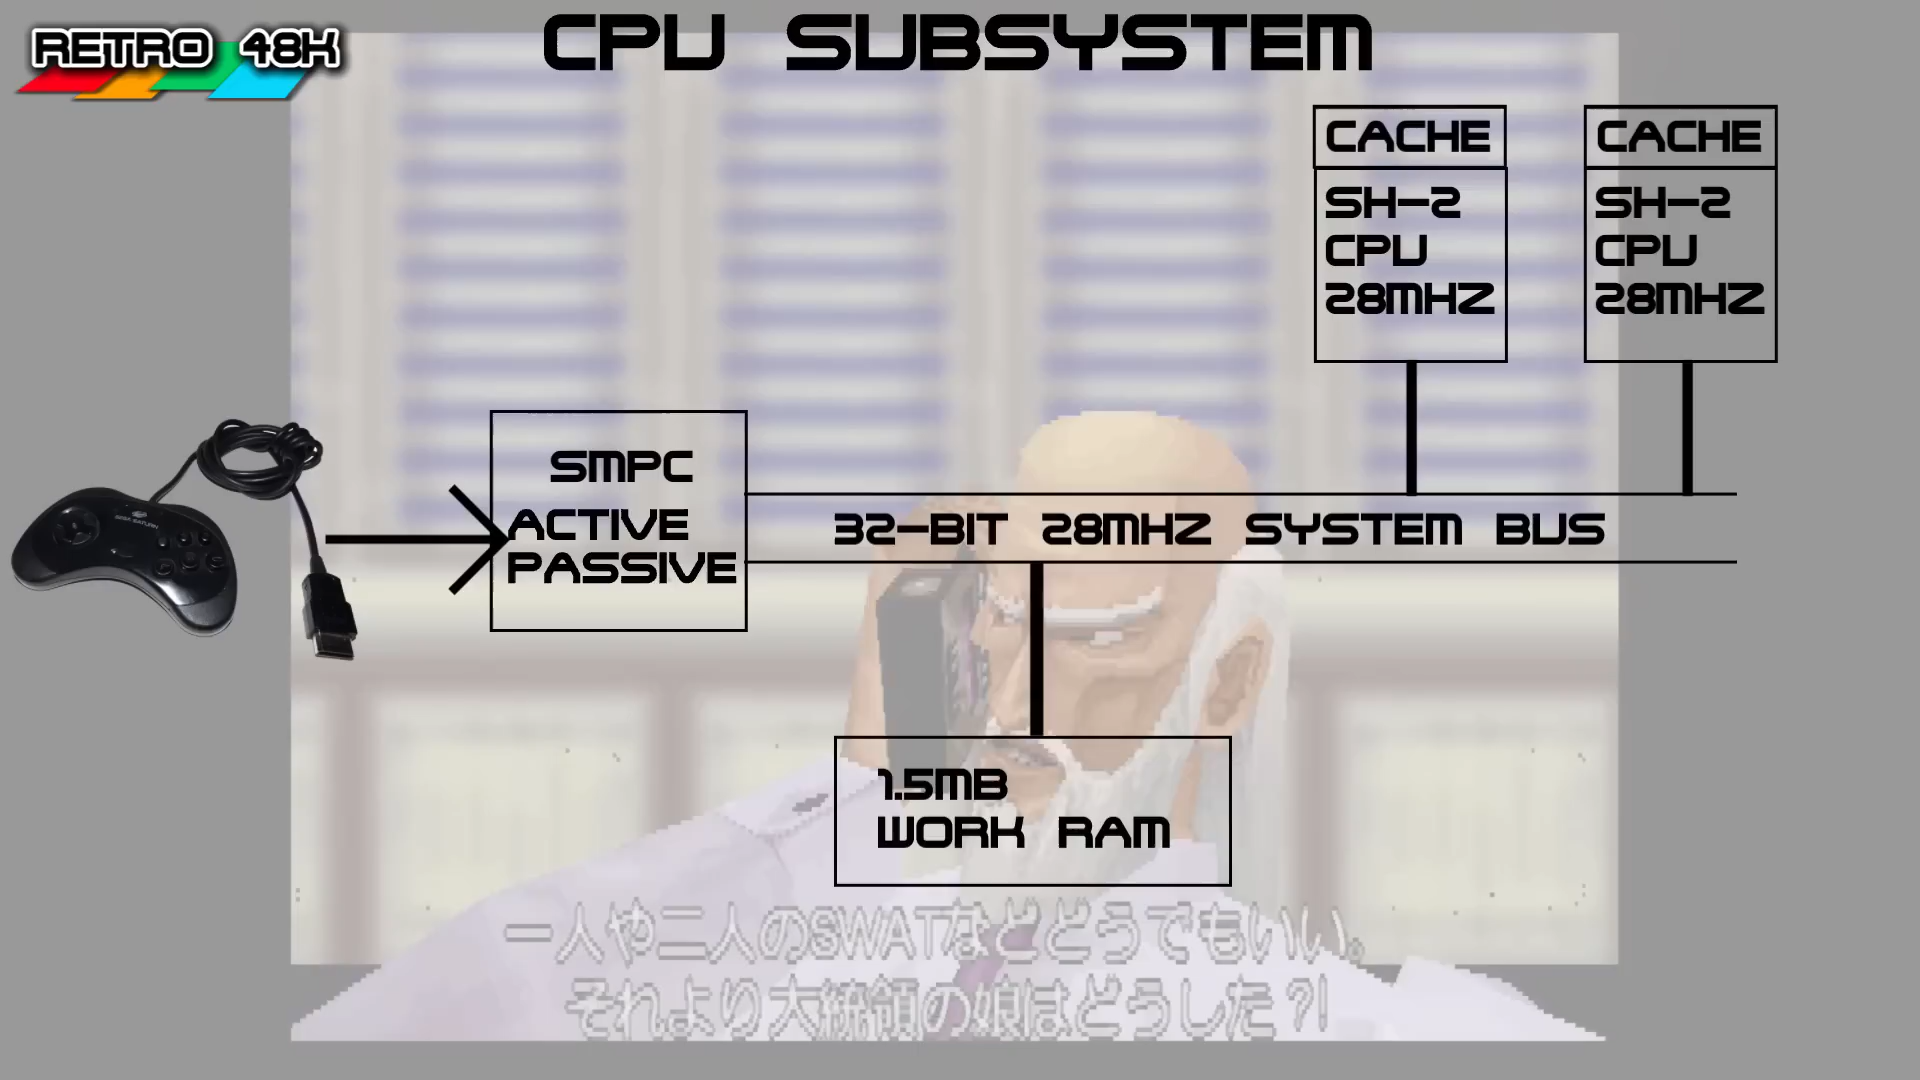 RETRO 48K
CPU SUBSYSTEM
CACHE
SH-2
CPU
28MHZ
CACHE
SH-2
CPU
28MHZ
SEGA SATURN
SMPC
ACTIVE
PASSIVE
32-BIT 28MHZ SYSTEM BUS
1.5MB
WORK RAM
一人や二人のSWATなどどうでもいい。
それより大統領の娘はどうした?!